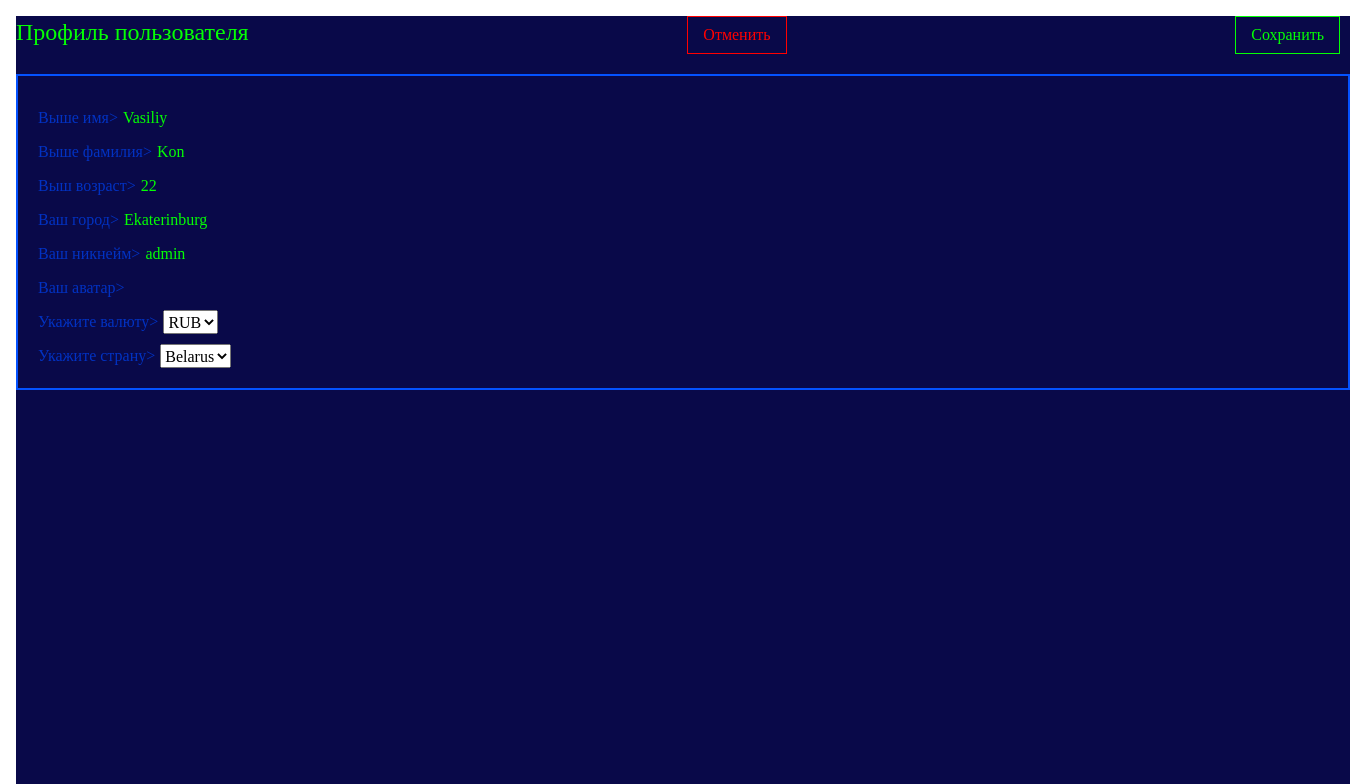 Профиль пользователя Отменить Сохранить
Выше имя> Vasiliy
Выше фамилия> Kon
Выш возраст> 22
Ваш город> Ekaterinburg
Ваш никнейм> admin
Ваш аватар>
Укажите валюту> RUB
Укажите страну> Belarus